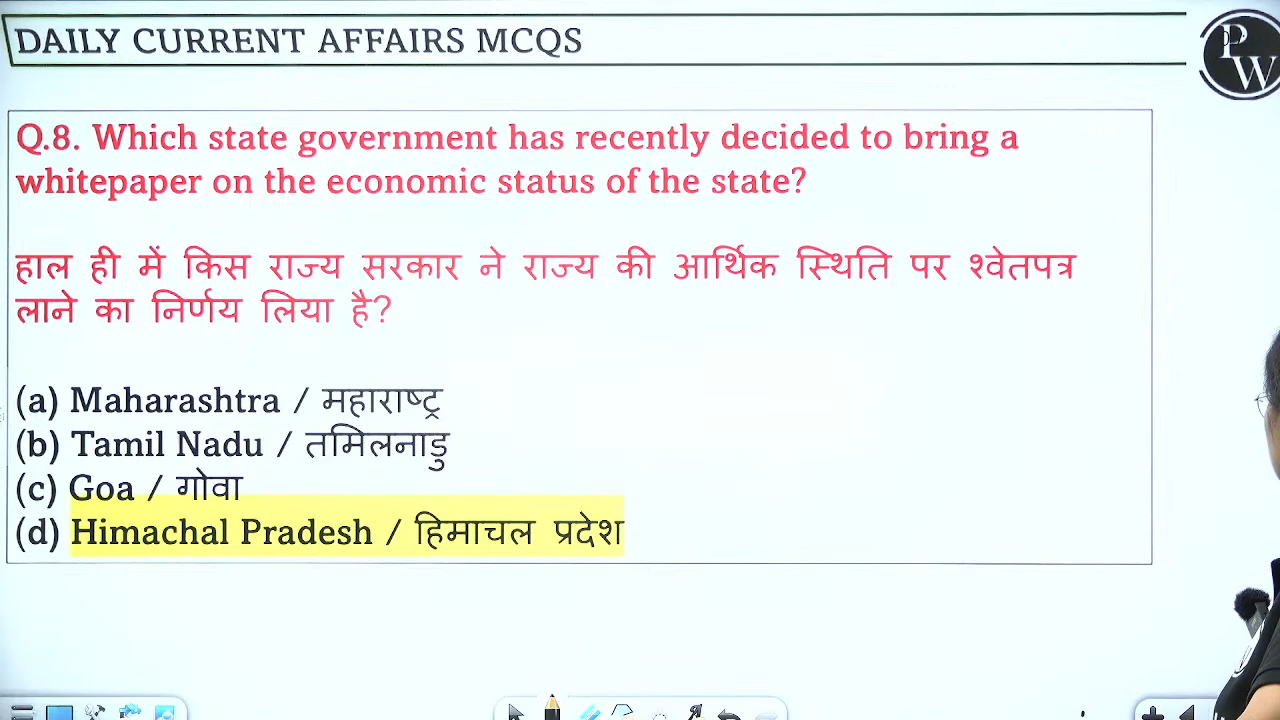 DAILY CURRENT AFFAIRS MCQS
PW
Q.8. Which state government has recently decided to bring a
whitepaper on the economic status of the state?
हाल ही में किस राज्य सरकार ने राज्य की आर्थिक स्थिति पर श्वेतपत्र
लाने का निर्णय लिया है?
(a) Maharashtra / महाराष्ट्र
(b) Tamil Nadu / तमिलनाडु
(c) Goa / गोवा
(d) Himachal Pradesh / हिमाचल प्रदेश